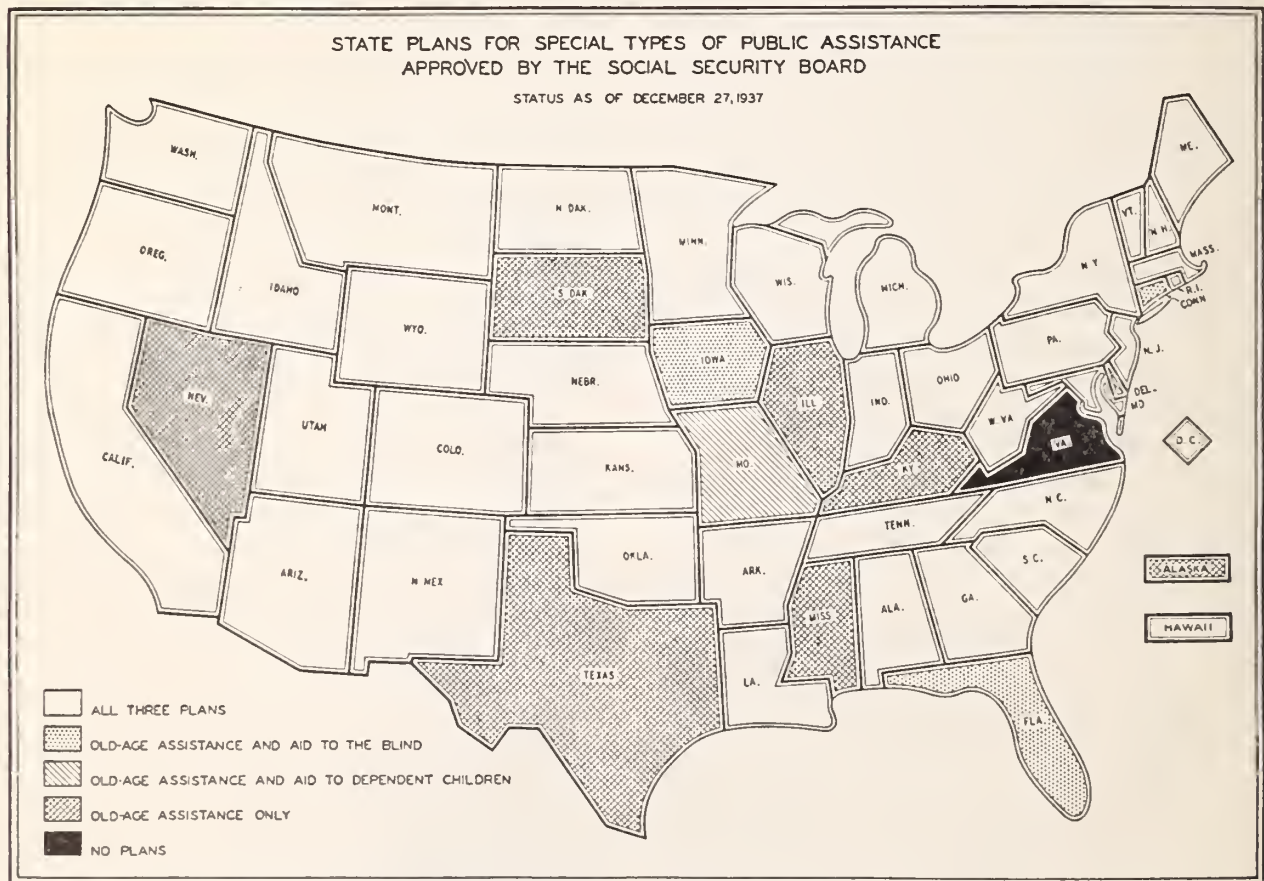 STATE PLANS FOR SPECIAL TYPES OF PUBLIC ASSISTANCE
APPROVED BY THE SOCIAL SECURITY BOARD
STATUS AS OF DECEMBER 27, 1937
WASH.
MONT.
N DAK.
MINN.
ME.
VT.
N.H.
OREG.
IDAHO
S DAK
WIS.
MICH.
N Y
MASS.
R.I.
CONN
WYO.
IOWA
PA.
N.J.
NEV.
NEBR.
ILL
IND.
OHIO
DEL.
MD
UTAH
COLO.
W.VA
VA.
D.C.
CALIF.
KANS.
MO.
KY
N.C.
TENN.
ARIZ.
N MEX
OKLA.
ARK.
S C.
ALASKA
MISS
ALA.
GA.
HAWAII
TEXAS
LA.
FLA.
ALL THREE PLANS
OLD-AGE ASSISTANCE AND AID TO THE BLIND
OLD-AGE ASSISTANCE AND AID TO DEPENDENT CHILDREN
OLD-AGE ASSISTANCE ONLY
NO PLANS